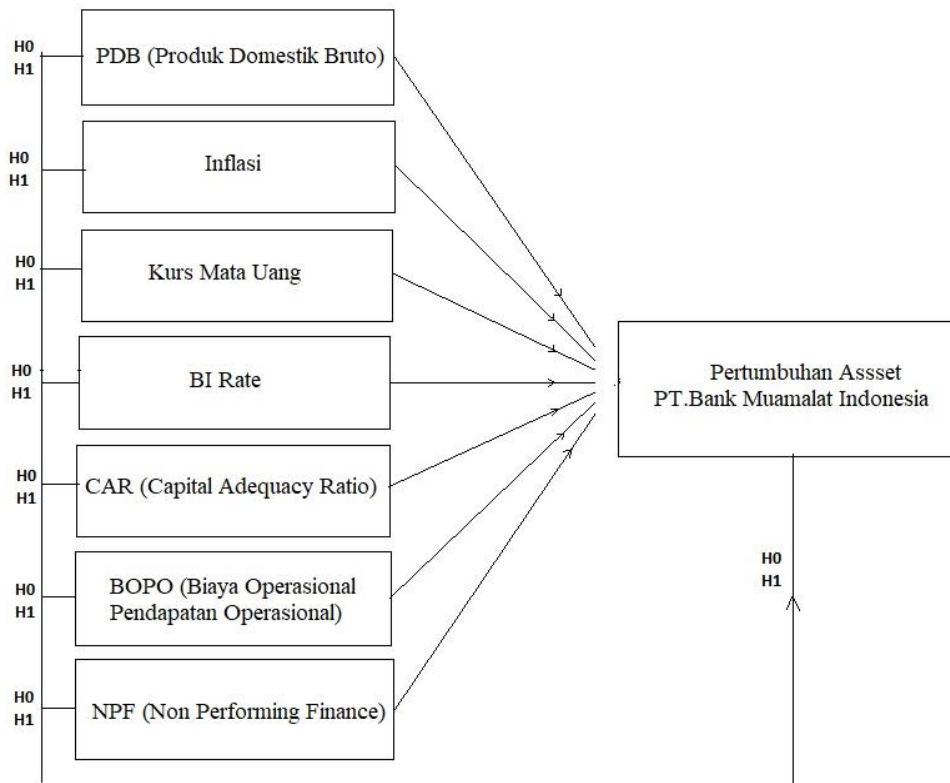 H0
H1
PDB (Produk Domestik Bruto)
H0
H1
Inflasi
H0
H1
Kurs Mata Uang
H0
H1
BI Rate
Pertumbuhan Assset
PT.Bank Muamalat Indonesia
H0
H1
CAR (Capital Adequacy Ratio)
H0
H1
BOPO (Biaya Operasional
Pendapatan Operasional)
H0
H1
H0
H1
NPF (Non Performing Finance)